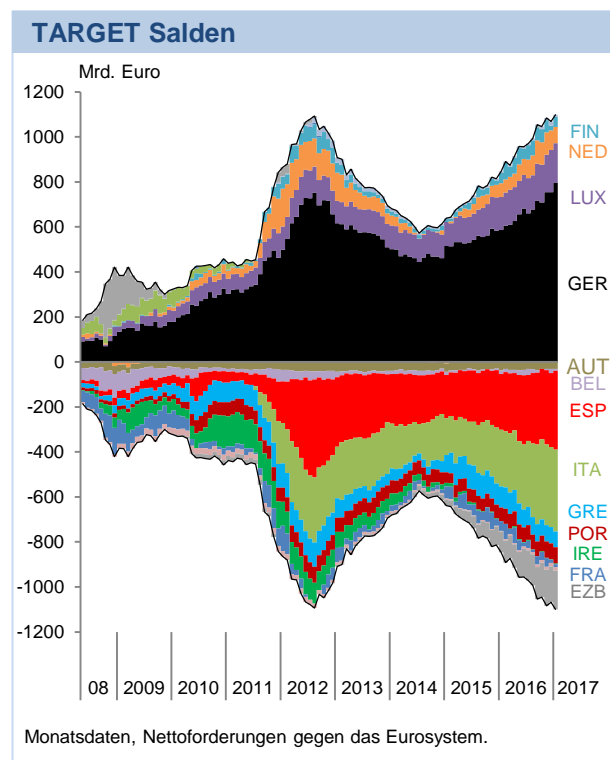 TARGET Salden
Mrd. Euro
1200
1000
800
600
400
200
0
-200
-400
-600
-800
-1000
-1200
FIN
NED
LUX
GER
AUT
BEL
ESP
ITA
GRE
POR
IRE
FRA
EZB
08 2009 2010 2011 2012 2013 2014 2015 2016 2017
Monatsdaten, Nettoforderungen gegen das Eurosystem.